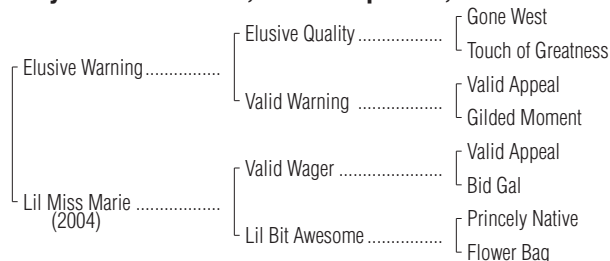 Gone West
Elusive Quality ..................
Touch of Greatness
Elusive Warning................
Valid Appeal
Valid Warning ...................
Gilded Moment
Valid Appeal
Valid Wager ......................
Bid Gal
Lil Miss Marie ..................
(2004)
Princely Native
Lil Bit Awesome................
Flower Bag